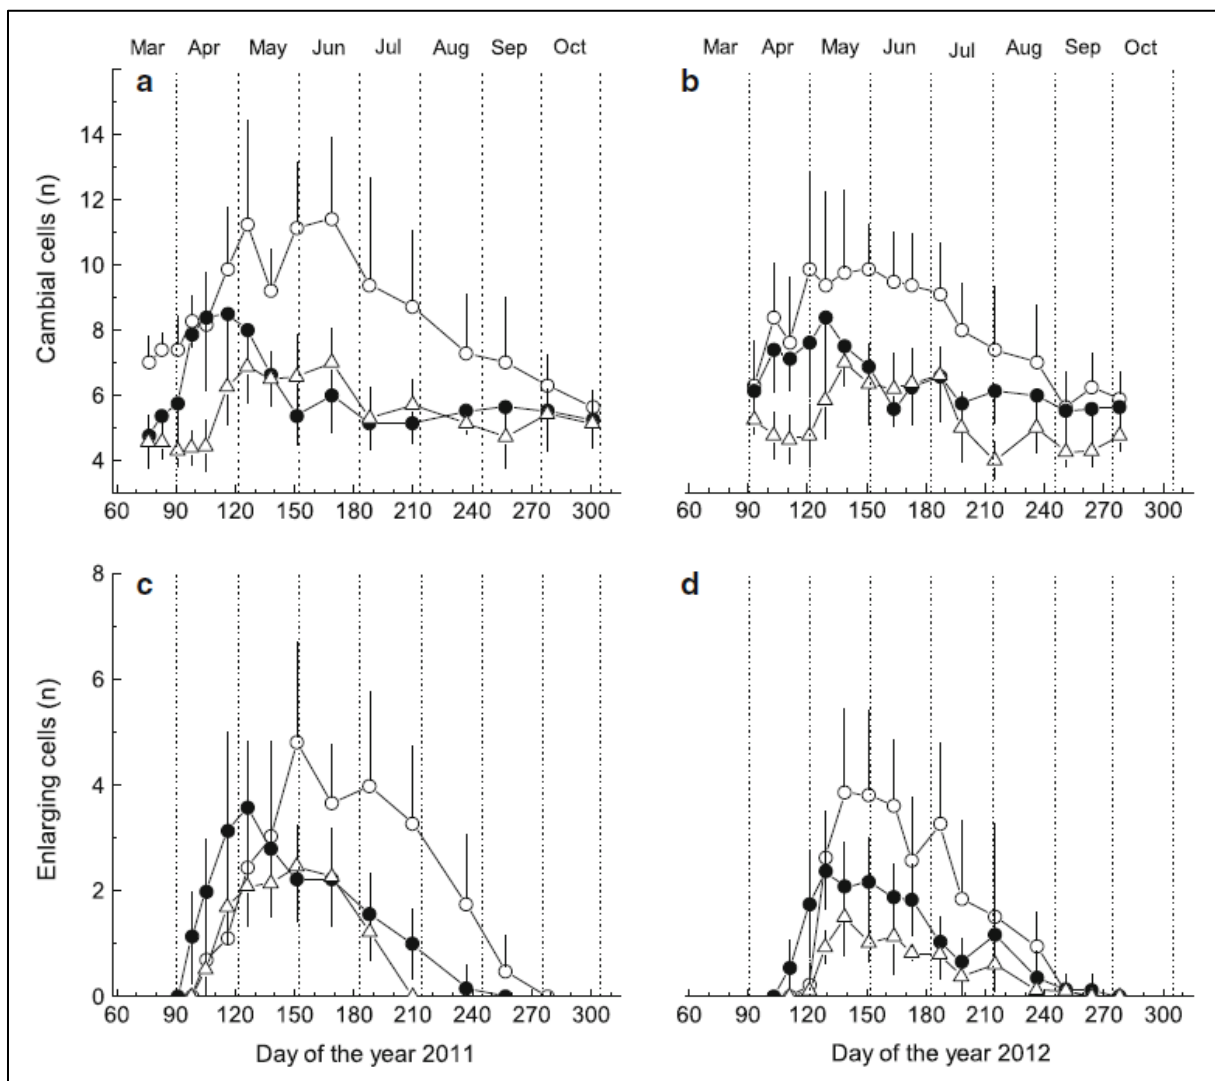 Mar Apr May Jun Jul Aug Sep Oct
Mar Apr May Jun Jul Aug Sep Oct
a
Cambial cells (n)
14
12
10
8
6
4
60 90 120 150 180 210 240 270 300
b
60 90 120 150 180 210 240 270 300
c
Enlarging cells (n)
8
6
4
2
0
60 90 120 150 180 210 240 270 300
Day of the year 2011
d
60 90 120 150 180 210 240 270 300
Day of the year 2012